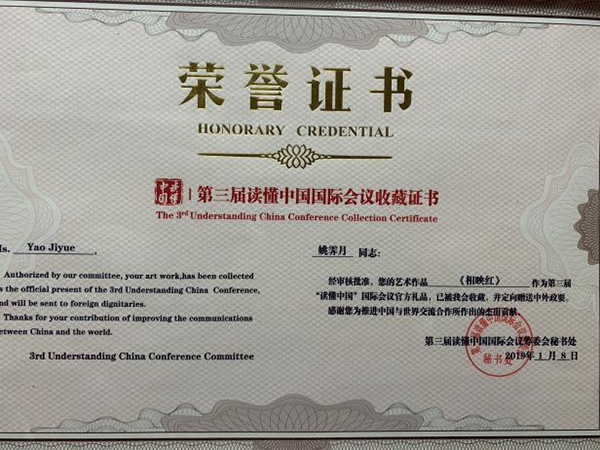 荣誉证书
HONORARY CREDENTIAL
第三届读懂中国国际会议收藏证书
The 3rd Understanding China Conference Collection Certificate
Ms. Yao Jiyue .
Authorized by our committee, your art work,has been collected
as the official present of the 3rd Understanding China Conference,
and will be sent to foreign dignitaries.
Thanks for your contribution of improving the communications
between China and the world.
3rd Understanding China Conference Committee
姚霁月 同志：
经审核批准，您的艺术作品 《相映红》 作为第三届
“读懂中国”国际会议官方礼品，已被我会收藏，并定向赠送中外政要，
感谢您为推进中国与世界交流合作所作出的杰出贡献。
第三届读懂中国国际会议筹委会秘书处
2019年1月8日
秘书处